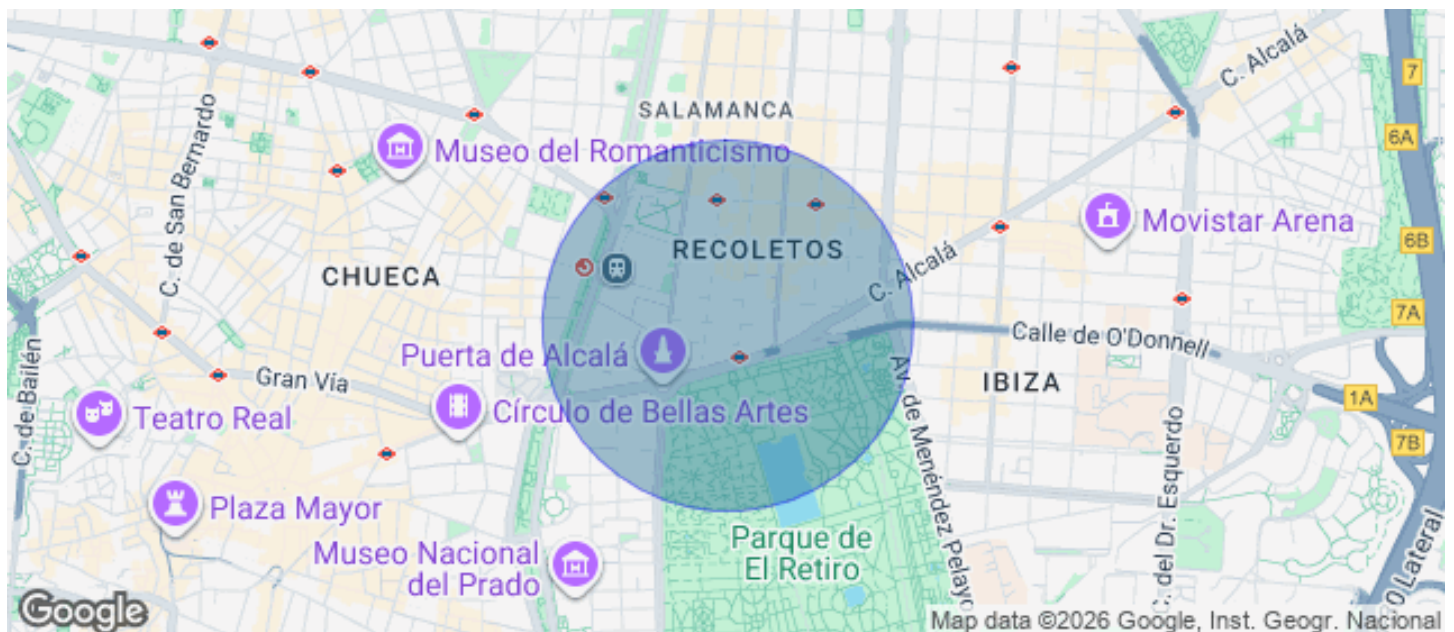 7
C. Alcalá
SALAMANCA
6A
Museo del Romanticismo
C. de San Bernardo
Movistar Arena
6B
RECOLETOS
CHUECA
C. Alcalá
7A
Calle de O'Donnell
Puerta de Alcalá
Gran Vía
IBIZA
C. de Bailén
1A
Teatro Real
Círculo de Bellas Artes
7B
Av. de Menéndez Pelayo
C. del Dr. Esquerdo
Plaza Mayor
Parque de
El Retiro
Museo Nacional
del Prado
O Lateral
Google
Map data ©2026 Google, Inst. Geogr. Nacional